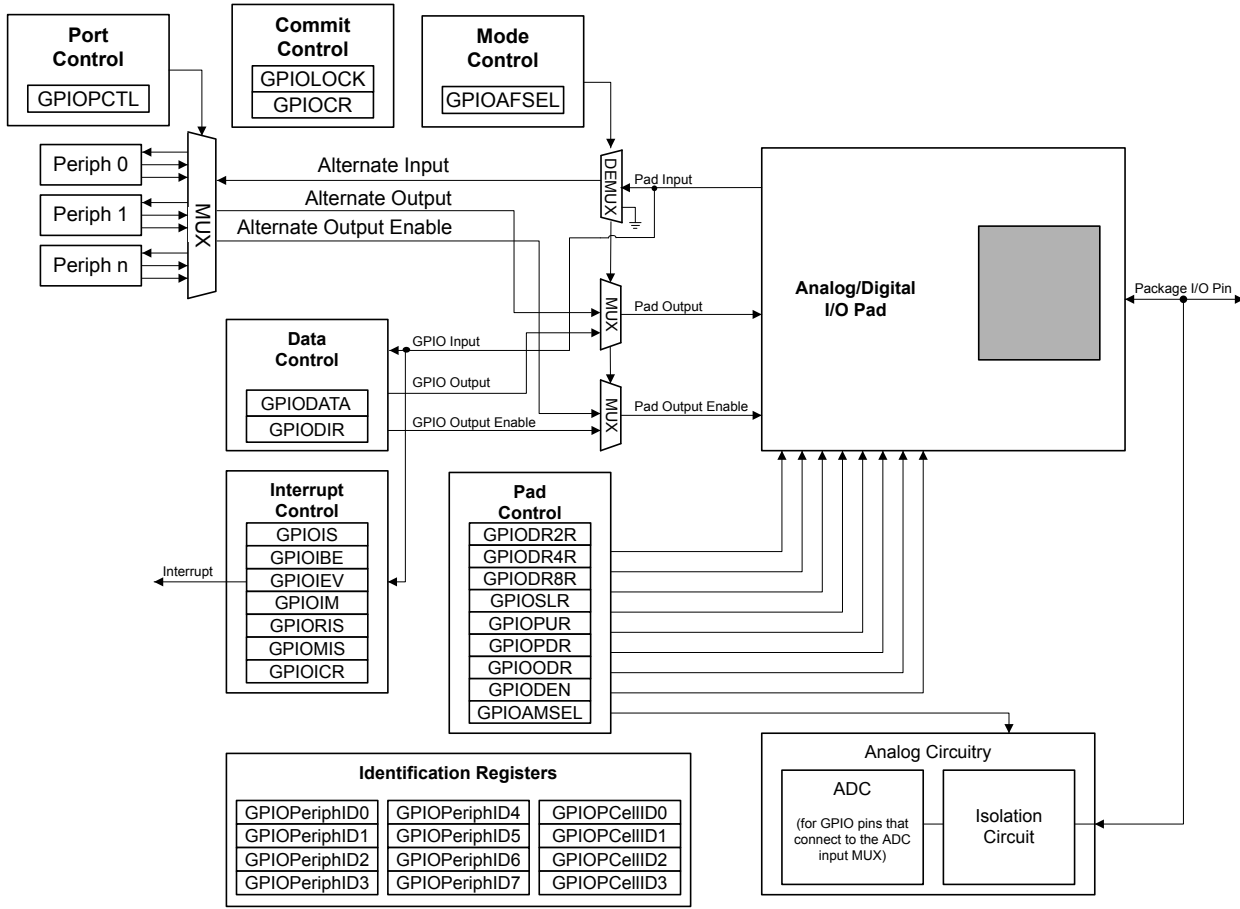 Port
Control
GPIOPCTL
Commit
Control
GPIOLOCK
GPIOCR
Mode
Control
GPIOAFSEL
Periph 0
Periph 1
Periph n
MUX
Alternate Input
Alternate Output
Alternate Output Enable
DEMUX
Pad Input
MUX
Pad Output
MUX
Pad Output Enable
Analog/Digital
I/O Pad
Package I/O Pin
Data
Control
GPIODATA
GPIODIR
GPIO Input
GPIO Output
GPIO Output Enable
Interrupt
Control
GPIOIS
GPIOIBE
GPIOIEV
GPIOIM
GPIORIS
GPIOMIS
GPIOICR
Interrupt
Pad
Control
GPIODR2R
GPIODR4R
GPIODR8R
GPIOSLR
GPIOPUR
GPIOPDR
GPIOODR
GPIODEN
GPIOAMSEL
Analog Circuitry
ADC
(for GPIO pins that
connect to the ADC
input MUX)
Isolation
Circuit
Identification Registers
GPIOPeriphID0
GPIOPeriphID1
GPIOPeriphID2
GPIOPeriphID3
GPIOPeriphID4
GPIOPeriphID5
GPIOPeriphID6
GPIOPeriphID7
GPIOPCellID0
GPIOPCellID1
GPIOPCellID2
GPIOPCellID3